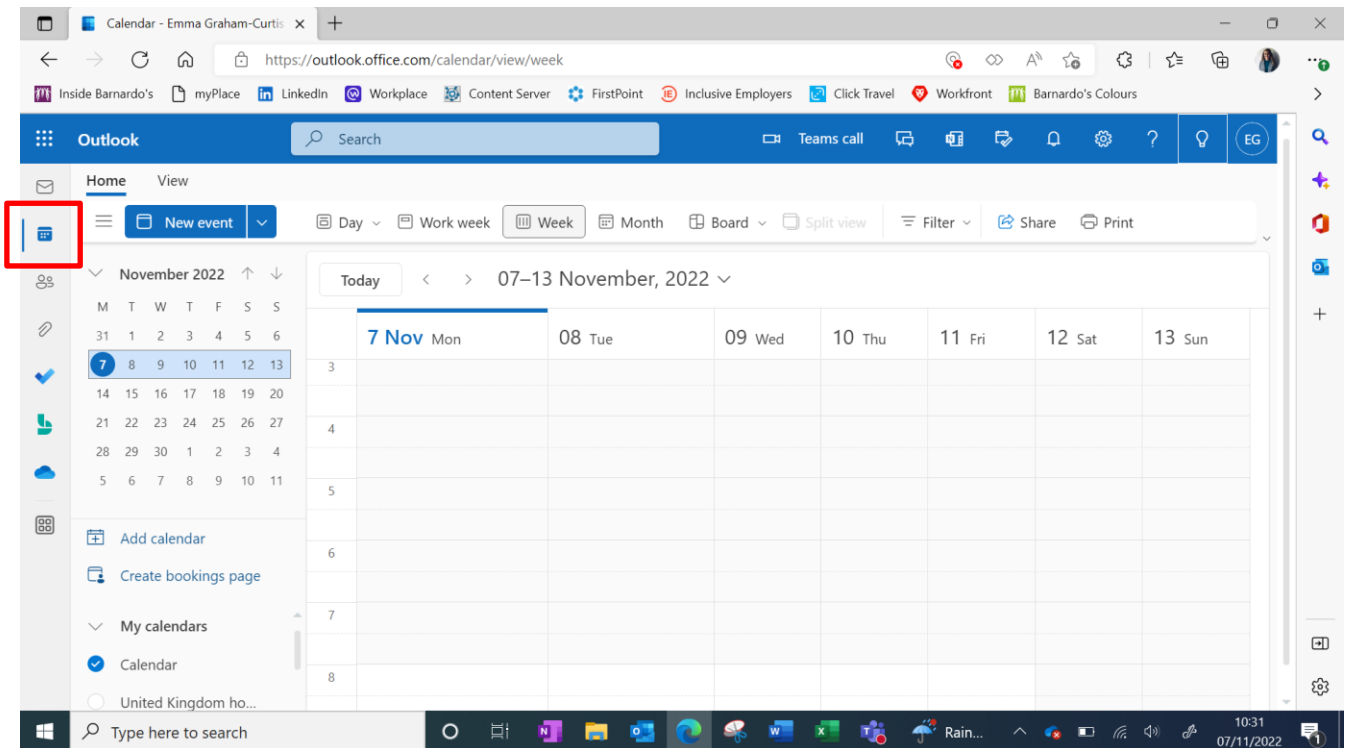 Calendar - Emma Graham-Curtis
https://outlook.office.com/calendar/view/week
Inside Barnardo's myPlace LinkedIn Workplace Content Server FirstPoint Inclusive Employers Click Travel Workfront Barnardo's Colours
Outlook Search Teams call EG
Home View
New event Day Work week Week Month Board Split view Filter Share Print
November 2022 Today 07–13 November, 2022
M T W T F S S
31 1 2 3 4 5 6
7 8 9 10 11 12 13
14 15 16 17 18 19 20
21 22 23 24 25 26 27
28 29 30 1 2 3 4
5 6 7 8 9 10 11
7 Nov Mon 08 Tue 09 Wed 10 Thu 11 Fri 12 Sat 13 Sun
3
4
5
6
7
8
Add calendar
Create bookings page
My calendars
Calendar
United Kingdom ho...
Type here to search Rain... 10:31
07/11/2022 1